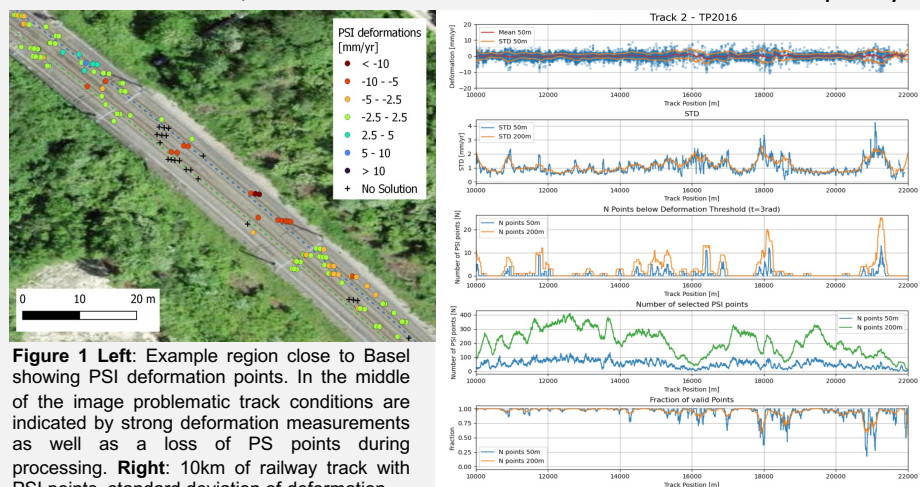 PSI deformations
[mm/yr]
< -10
-10 - -5
-5 - -2.5
-2.5 - 2.5
2.5 - 5
5 - 10
> 10
No Solution
0 10 20 m
Figure 1 Left: Example region close to Basel
showing PSI deformation points. In the middle
of the image problematic track conditions are
indicated by strong deformation measurements
as well as a loss of PS points during
processing. Right: 10km of railway track with
PSI points, standard deviation of deformation
Track 2 - TP2016
Mean 50m
STD 50m
Deformation [mm/yr]
20
10
0
−10
−20
10000 12000 14000 16000 18000 20000 22000
Track Position [m]
STD
STD 50m
STD 200m
STD [mm/yr]
4
3
2
1
0
10000 12000 14000 16000 18000 20000 22000
Track Position [m]
N Points below Deformation Threshold (t=3rad)
N points 50m
N points 200m
Number of PSI points [N]
20
10
0
10000 12000 14000 16000 18000 20000 22000
Track Position [m]
Number of selected PSI points
N points 50m
N points 200m
Number of PSI points [N]
400
300
200
100
0
10000 12000 14000 16000 18000 20000 22000
Track Position [m]
Fraction of valid Points
N points 50m
N points 200m
Fraction
1.00
0.75
0.50
0.25
0.00
10000 12000 14000 16000 18000 20000 22000
Track Position [m]